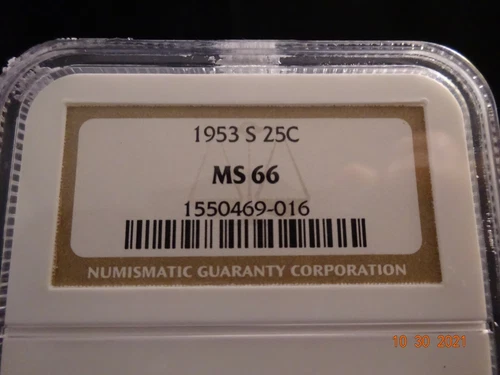 1953 S 25C
MS 66
1550469-016
NUMISMATIC GUARANTY CORPORATION
10 30 2021